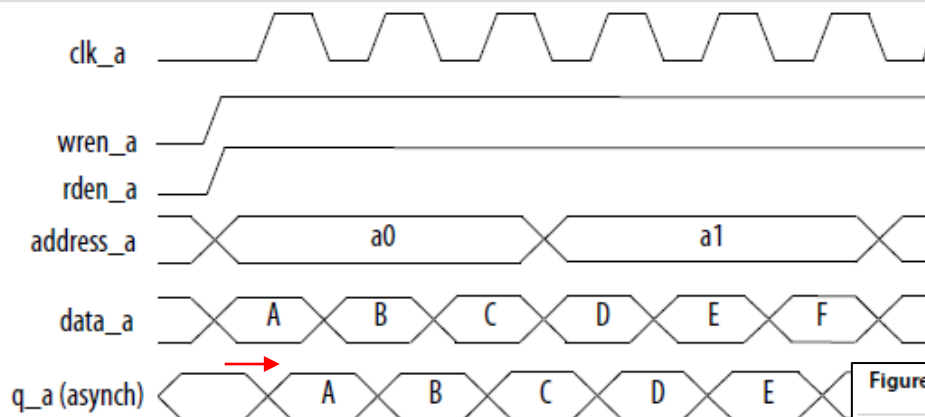 clk_a
wren_a
rden_a
address_a a0 a1
data_a A B C D E F
q_a (asynch) A B C D E
Figure